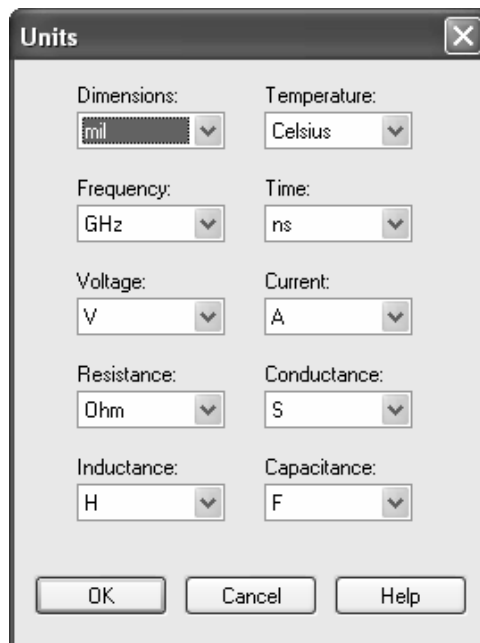 Units
Dimensions: Temperature:
mil Celsius
Frequency: Time:
GHz ns
Voltage: Current:
V A
Resistance: Conductance:
Ohm S
Inductance: Capacitance:
H F
OK Cancel Help